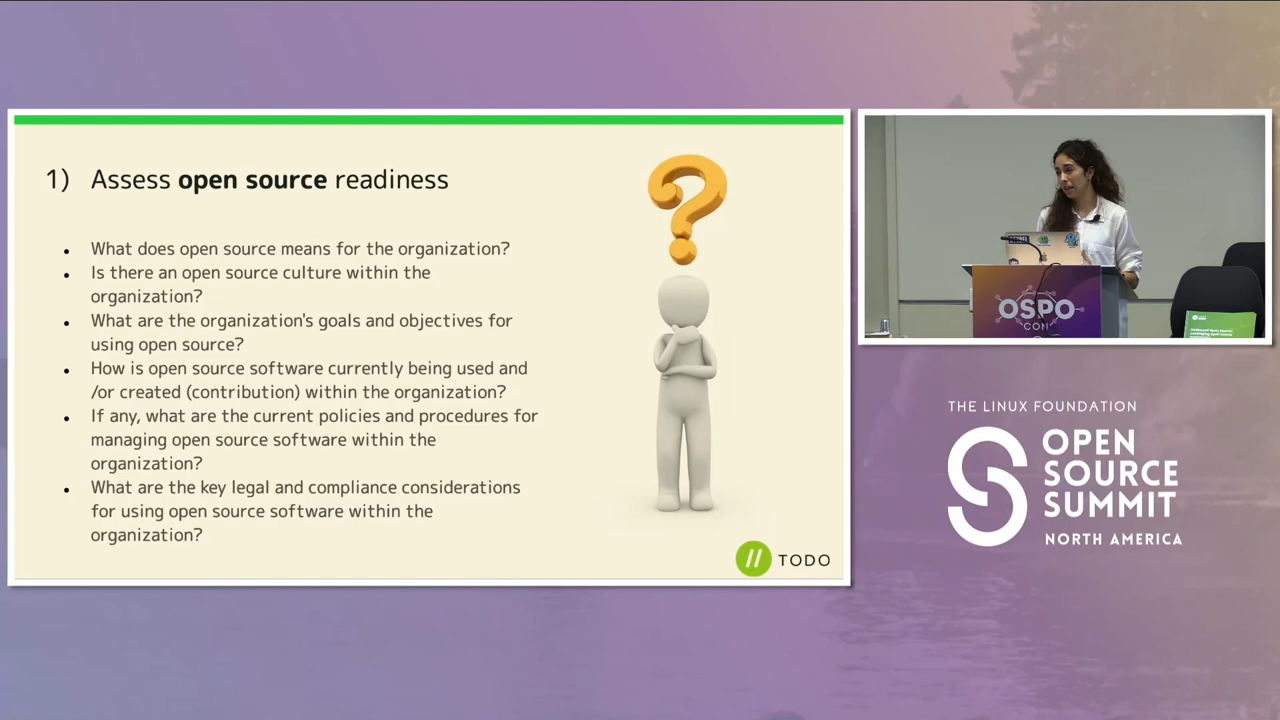 1) Assess open source readiness
• What does open source means for the organization?
• Is there an open source culture within the
organization?
• What are the organization's goals and objectives for
using open source?
• How is open source software currently being used and
/or created (contribution) within the organization?
• If any, what are the current policies and procedures for
managing open source software within the
organization?
• What are the key legal and compliance considerations
for using open source software within the
organization?
// TODO
OSPO
CON
THE LINUX FOUNDATION
OPEN
SOURCE
SUMMIT
NORTH AMERICA